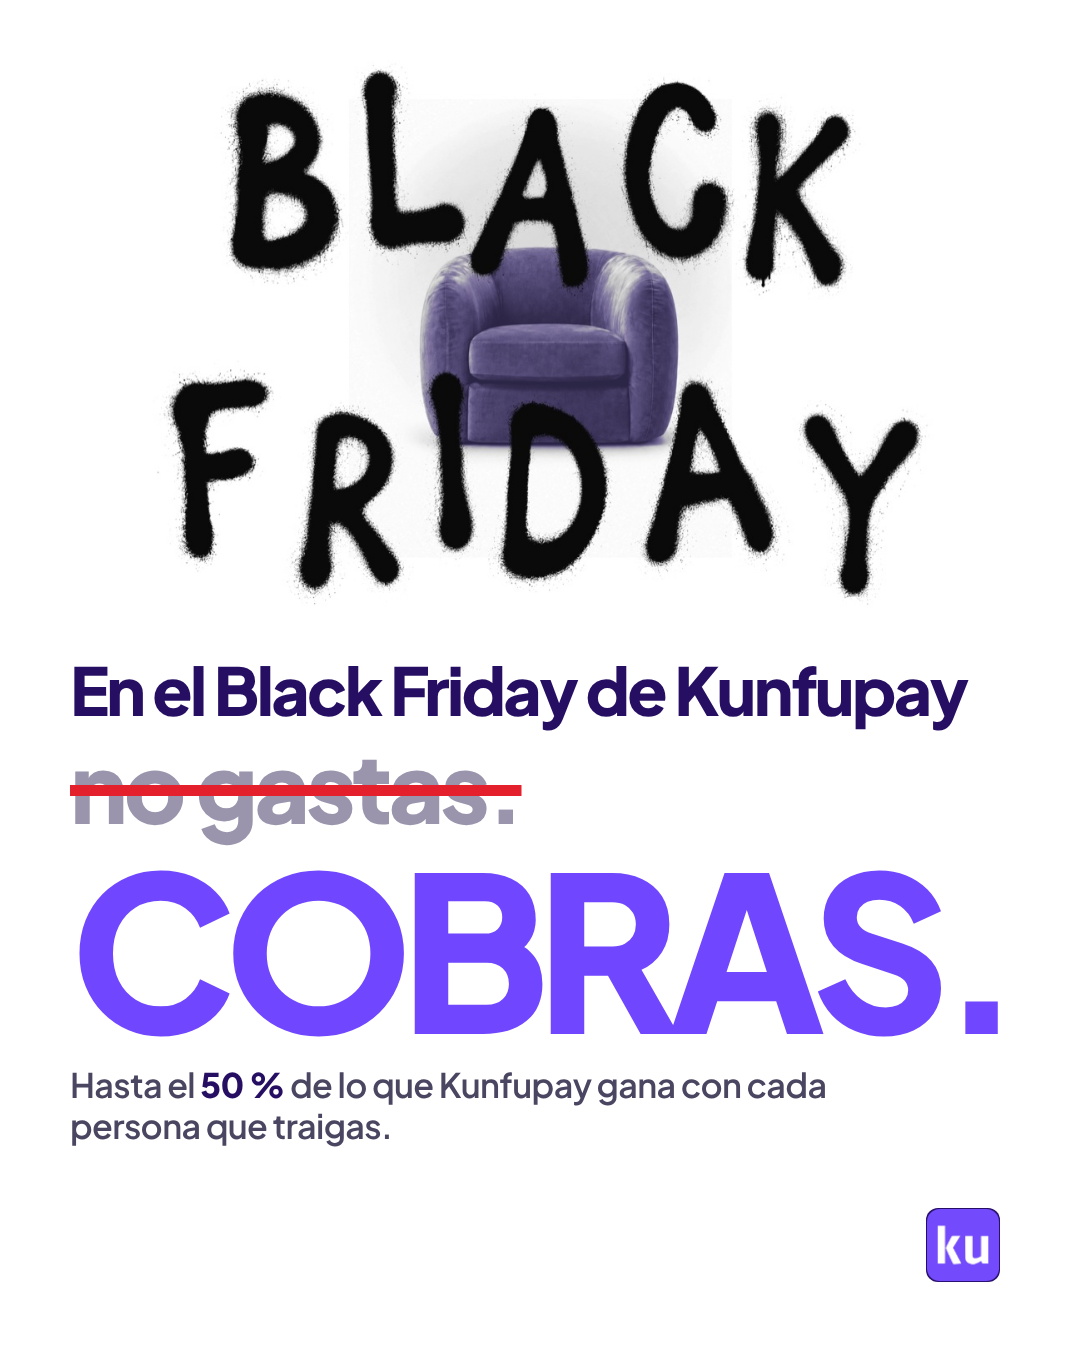 BLACK
FRIDAY
En el Black Friday de Kunfupay
no gastas.
COBRAS.
Hasta el 50 % de lo que Kunfupay gana con cada
persona que traigas.
ku